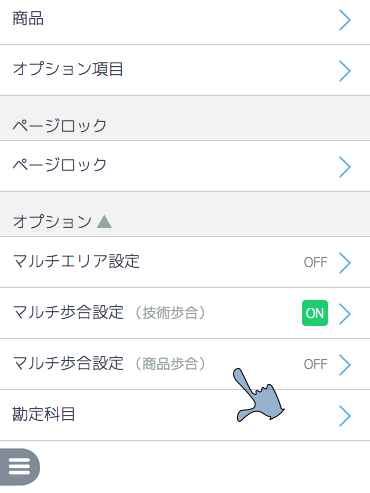 商品
オプション項目
ページロック
ページロック
オプション ▲
マルチエリア設定 OFF
マルチ歩合設定 （技術歩合） ON
マルチ歩合設定 （商品歩合） OFF
勘定科目